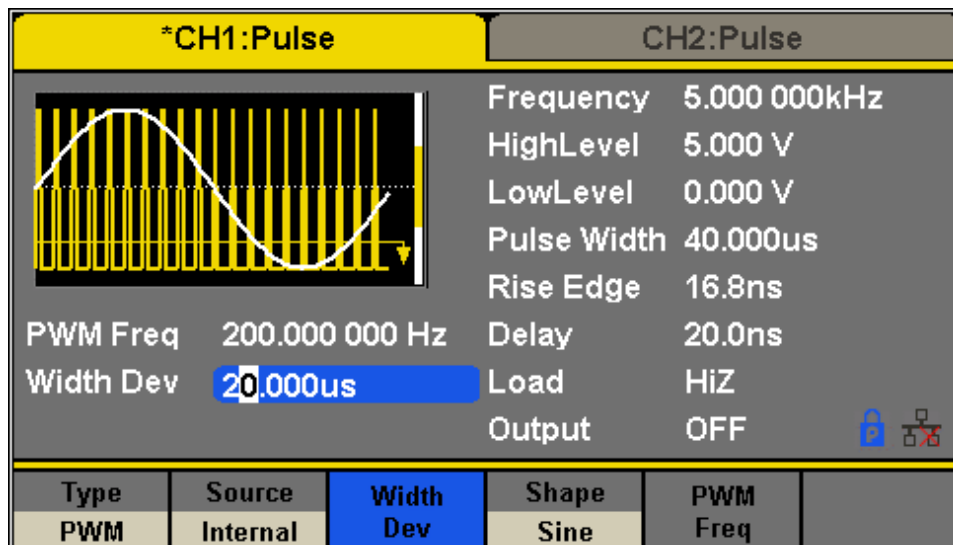 *CH1:Pulse
CH2:Pulse
Frequency 5.000 000kHz
HighLevel 5.000 V
LowLevel 0.000 V
Pulse Width 40.000us
Rise Edge 16.8ns
PWM Freq 200.000 000 Hz
Delay 20.0ns
Width Dev 20.000us
Load HiZ
Output OFF
P
Type
PWM
Source
Internal
Width
Dev
Shape
Sine
PWM
Freq